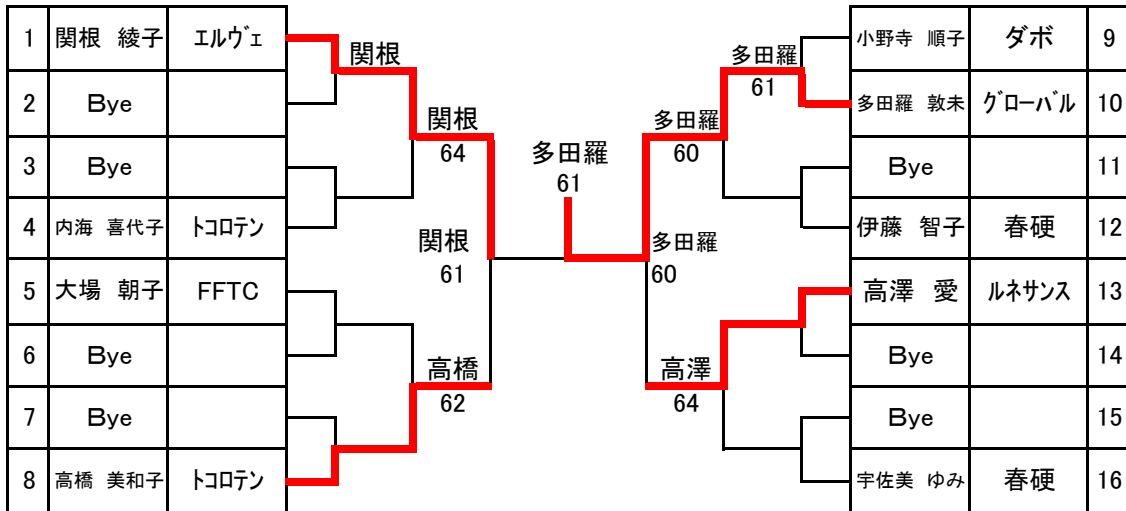 1 関根 綾子 エルヴェ
2 Bye
3 Bye
4 内海 喜代子 トコロテン
5 大場 朝子 FFTC
6 Bye
7 Bye
8 高橋 美和子 トコロテン
関根
関根
64
関根
61
高橋
62
多田羅
61
多田羅
61
多田羅
60
多田羅
60
高澤
64
小野寺 順子 ダボ 9
多田羅 敦未 グローバル 10
Bye 11
伊藤 智子 春硬 12
高澤 愛 ルネサンス 13
Bye 14
Bye 15
宇佐美 ゆみ 春硬 16